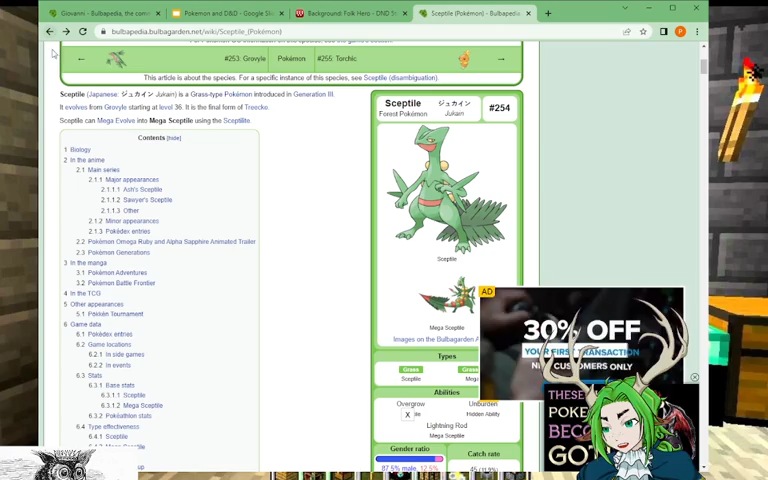 Giovanni - Bulbapedia, the comm
Pokemon and D&D - Google Sli
Background: Folk Hero - DND 5
Sceptile (Pokémon) - Bulbapedia,
bulbapedia.bulbagarden.net/wiki/Sceptile_(Pokémon)
#253: Grovyle
Pokémon
#255: Torchic
This article is about the species. For a specific instance of this species, see Sceptile (disambiguation).
Sceptile (Japanese: ジュカイン Jukain) is a Grass-type Pokémon introduced in Generation III.
It evolves from Grovyle starting at level 36. It is the final form of Treecko.
Sceptile can Mega Evolve into Mega Sceptile using the Sceptilite.
Contents [hide]
1 Biology
2 In the anime
2.1 Main series
2.1.1 Major appearances
2.1.1.1 Ash's Sceptile
2.1.1.2 Sawyer's Sceptile
2.1.1.3 Other
2.1.2 Minor appearances
2.1.3 Pokédex entries
2.2 Pokémon Omega Ruby and Alpha Sapphire Animated Trailer
2.3 Pokémon Generations
3 In the manga
3.1 Pokémon Adventures
3.2 Pokémon Battle Frontier
4 In the TCG
5 Other appearances
5.1 Pokkén Tournament
6 Game data
6.1 Pokédex entries
6.2 Game locations
6.2.1 In side games
6.2.2 In events
6.3 Stats
6.3.1 Base stats
6.3.1.1 Sceptile
6.3.1.2 Mega Sceptile
6.3.2 Pokéathlon stats
6.4 Type effectiveness
6.4.1 Sceptile
Sceptile
ジュカイン
#254
Forest Pokémon
Jukain
Sceptile
Mega Sceptile
Images on the Bulbagarden A
Types
Grass
Grass
Sceptile
Mega
Abilities
Overgrow
Unburden
X
Hidden Ability
Lightning Rod
Mega Sceptile
Gender ratio
Catch rate
87.5% male, 12.5%
45 (11.9%)
AD
30% OFF
YOUR FIRST TRANSACTION
NEW CUSTOMERS ONLY
THESE
POKE
BECO
GOT